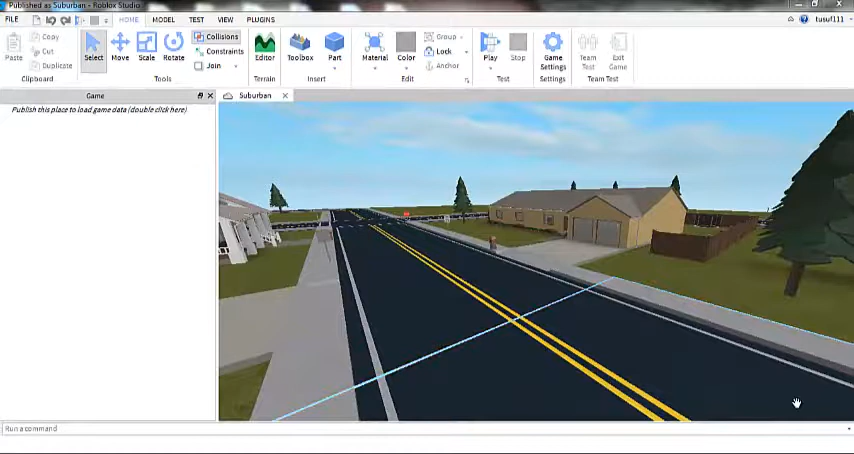 Published as Suburban - Roblox Studio
FILE HOME MODEL TEST VIEW PLUGINS tusuf111
Copy
Cut
Duplicate
Paste
Clipboard
Select Move Scale Rotate
Collisions
Constraints
Join
Tools
Editor
Terrain
Toolbox Part
Insert
Material Color
Group
Lock
Anchor
Edit
Play Stop
Test
Game Settings
Settings
Team Test
Exit Game
Team Test
Game
Publish this place to load game data (double click here)
Suburban
Run a command